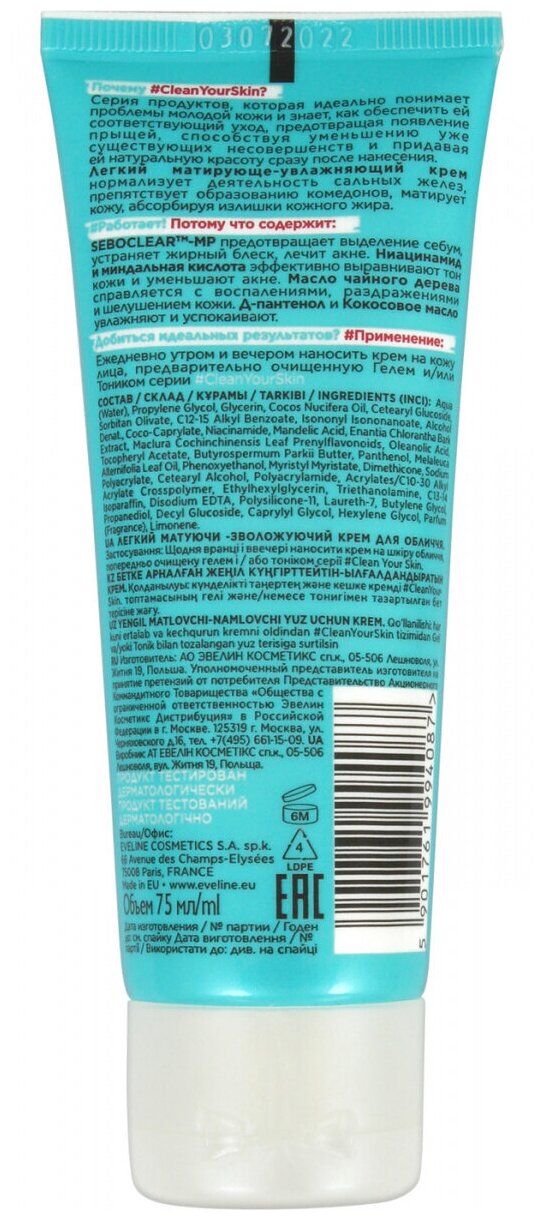 03072022
Почему #CleanYourSkin?
Серия продуктов, которая идеально понимает
проблемы молодой кожи и знает, как обеспечить ей
соответствующий уход, предотвращая появление
прыщей, способствуя уменьшению уже
существующих несовершенств и придавая
ей натуральную красоту сразу после нанесения.
Легкий матирующе-увлажняющий крем
нормализует деятельность сальных желез,
препятствует образованию комедонов, матирует
кожу, абсорбируя излишки кожного жира.
#Работает! Потому что содержит:
SEBOCLEAR™-MP предотвращает выделение себум,
устраняет жирный блеск, лечит акне. Ниацинамид
и миндальная кислота эффективно выравнивают тон
кожи и уменьшают акне. Масло чайного дерева
справляется с воспалениями, раздражениями
и шелушением кожи. Д-пантенол и Кокосовое масло
увлажняют и успокаивают.
Добиться идеальных результатов? #Применение:
Ежедневно утром и вечером наносить крем на кожу
лица, предварительно очищенную Гелем и/или
Тоником серии #CleanYourSkin
СОСТАВ / СКЛАД / ҚҰРАМЫ / TARKIBI / INGREDIENTS (INCI): Aqua
(Water), Propylene Glycol, Glycerin, Cocos Nucifera Oil, Cetearyl Glucoside,
Sorbitan Olivate, C12-15 Alkyl Benzoate, Isononyl Isononanoate, Alcohol
Denat., Coco-Caprylate, Niacinamide, Mandelic Acid, Enantia Chlorantha Bark
Extract, Maclura Cochinchinensis Leaf Prenylflavonoids, Oleanolic Acid,
Tocopheryl Acetate, Butyrospermum Parkii Butter, Panthenol, Melaleuca
Alternifolia Leaf Oil, Phenoxyethanol, Myristyl Myristate, Dimethicone, Sodium
Polyacrylate, Cetearyl Alcohol, Polyacrylamide, Acrylates/C10-30 Alkyl
Acrylate Crosspolymer, Ethylhexylglycerin, Triethanolamine, C13-14
Isoparaffin, Disodium EDTA, Polysilicone-11, Laureth-7, Butylene Glycol,
Propanediol, Decyl Glucoside, Caprylyl Glycol, Hexylene Glycol, Parfum
(Fragrance), Limonene.
UA ЛЕГКИЙ МАТУЮЧИ -ЗВОЛОЖУЮЧИЙ КРЕМ ДЛЯ ОБЛИЧЧЯ.
Застосування: Щодня вранці і ввечері наносити крем на шкіру обличчя,
попередньо очищену гелем і / або тоніком серії Clean Your Skin.
KZ БЕТКЕ АРНАЛҒАН ЖЕҢІЛ КҮҢГІРТТЕЙТІН-ЫЛҒАЛДАНДЫРАТЫН
КРЕМ. Қолданылуы: күнделікті таңертең және кешке кремді #CleanYour
Skin. топтамасының гелі және/немесе тонигімен тазартылған бет
терісіне жағу.
UZ YENGIL MATLOVCHI-NAMLOVCHI YUZ UCHUN KREM. Qo'llanilishi: har
kuni ertalab va kechqurun kremni oldindan #CleanYourSkin tizimidan Gel
va/yoki Tonik bilan tozalangan yuz terisiga surtilsin
RU Изготовитель: АО ЭВЕЛИН КОСМЕТИКС сп.к., 05-506 Лешноволя, ул.
Житня 19, Польша. Уполномоченный представитель изготовителя на
принятие претензий от потребителя Представительство Акционерного
Коммандитного Товарищества «Общества с
ограниченной ответственностью Эвелин
Косметикс Дистрибуция» в Российской
Федерации в г. Москве. 125319 г. Москва, ул.
Черняховского д.16, тел. +7(495) 661-15-09. UA
Виробник: АТ ЕВЕЛІН КОСМЕТІКС сп.к., 05-506
Лешноволя, вул. Житня 19, Польща.
ПРОДУКТ ТЕСТИРОВАН
ДЕРМАТОЛОГИЧЕСКИ
ПРОДУКТ ТЕСТОВАНИЙ
ДЕРМАТОЛОГІЧНО
6M
Bureau/Офис:
EVELINE COSMETICS S.A. sp.k.
66 Avenue des Champs-Elysées
75008 Paris, FRANCE
Made in EU • www.eveline.eu
4
LDPE
Объем 75 мл/ml
EAC
Дата изготовления / № партии / Годен
до: см. спайку Дата виготовлення / №
партії / Використати до: див. на спайці
5 901761 994087 >